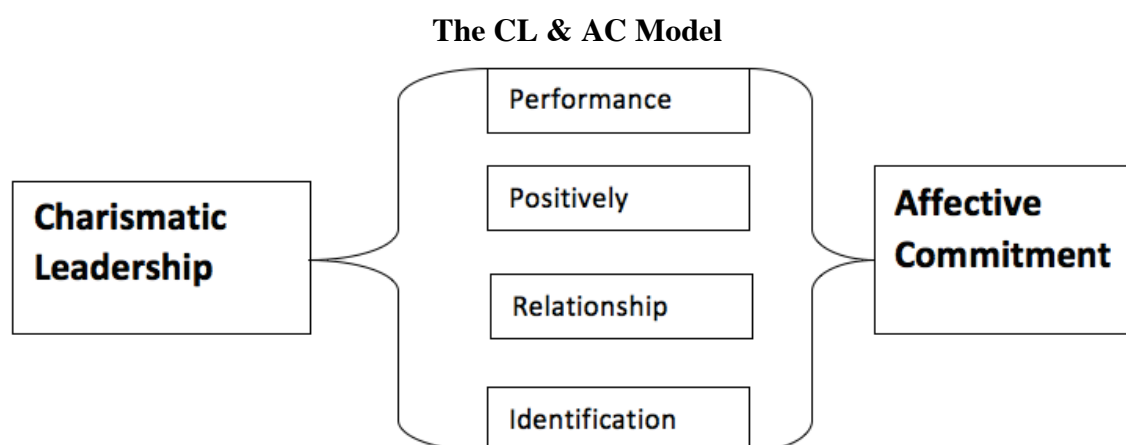 The CL & AC Model
Performance
Positively
Charismatic
Leadership
Affective
Commitment
Relationship
Identification